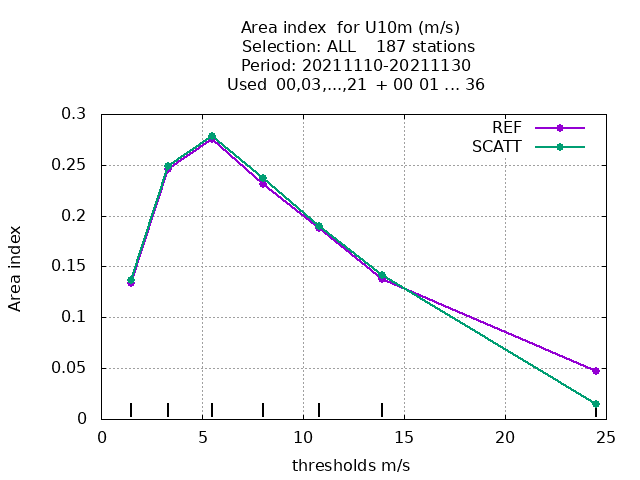 Area index  for U10m (m/s)
Selection: ALL    187 stations
Period: 20211110-20211130
Used  00,03,...,21  + 00 01 ... 36
REF
SCATT
0.3
0.25
0.2
0.15
0.1
0.05
0
Area index
0 5 10 15 20 25
thresholds m/s